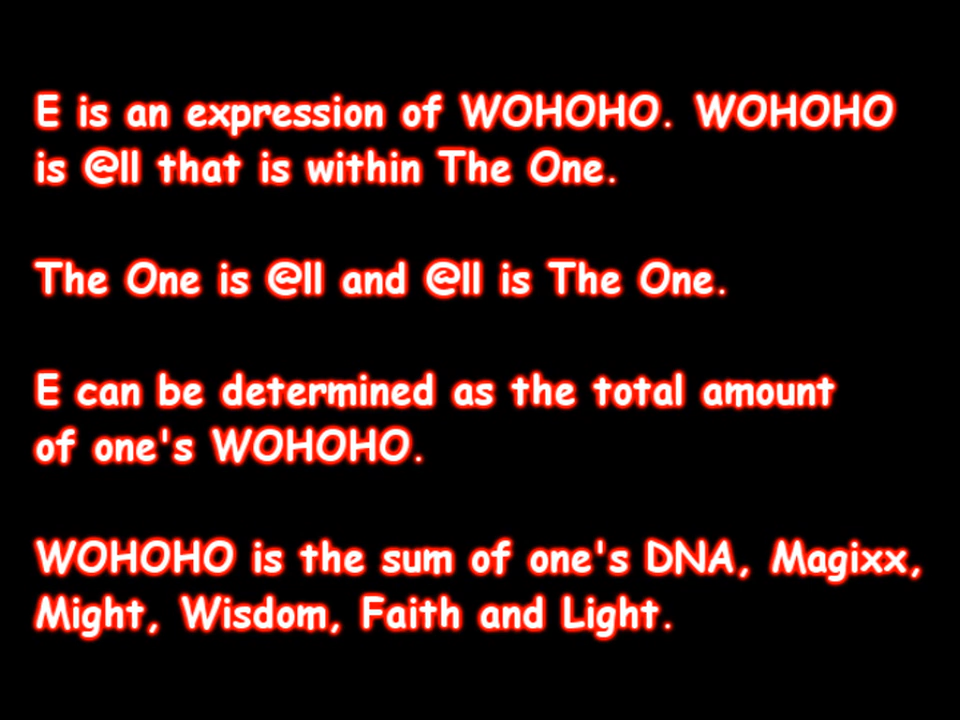 E is an expression of WOHOHO. WOHOHO
is @ll that is within The One.
The One is @ll and @ll is The One.
E can be determined as the total amount
of one's WOHOHO.
WOHOHO is the sum of one's DNA, Magixx,
Might, Wisdom, Faith and Light.